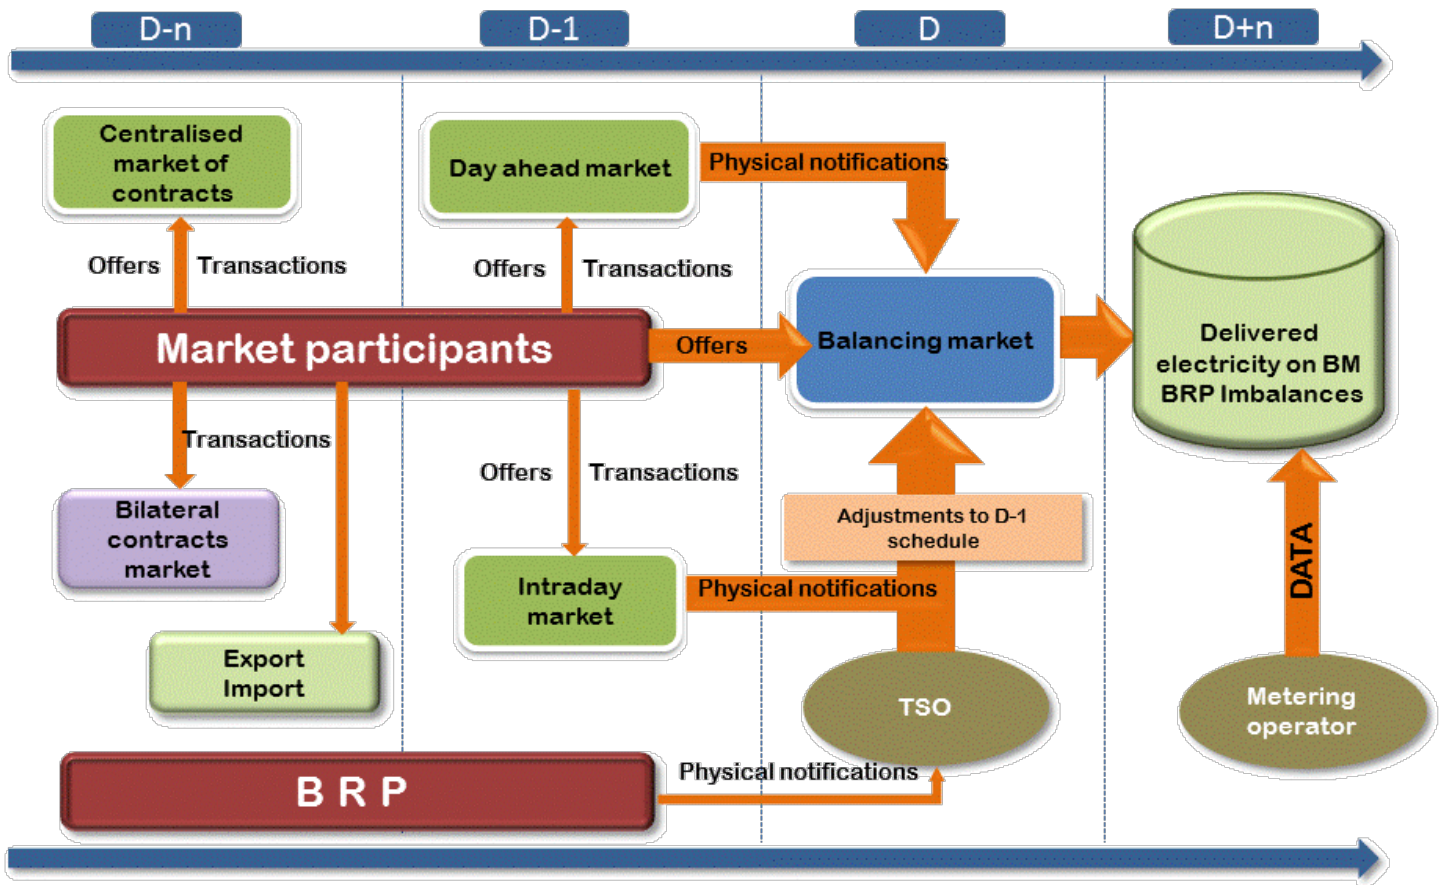 D-n
D-1
D
D+n
Centralised
market of
contracts
Day ahead market
Physical notifications
Offers
Transactions
Offers
Transactions
Market participants
Offers
Balancing market
Delivered
electricity on BM
BRP Imbalances
Transactions
Offers
Transactions
Bilateral
contracts
market
Adjustments to D-1
schedule
DATA
Intraday
market
Physical notifications
Export
Import
TSO
Metering
operator
B R P
Physical notifications